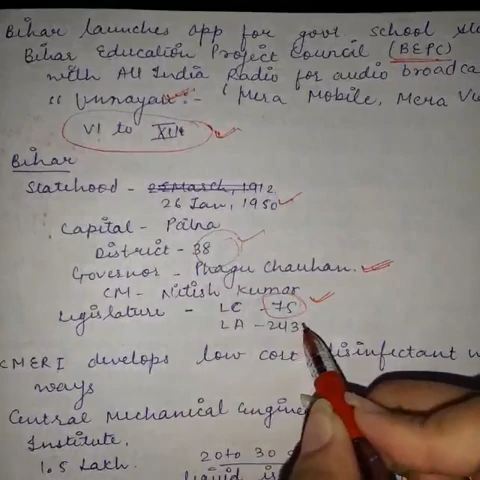 Bihar launches app for govt. school
Bihar Education Project Council (BEPC)
with All India Radio for audio broadca
"Unnayan" :- 'Mera Mobile, Mera
VI to XIIth
Bihar
Statehood - 22 March, 1912
26 Jan, 1950
Capital - Patna
District - 38
Governor - Phagu Chauhan.
CM - Nitish Kumar
Legislature - LC - 75
LA - 243
CMERI develops low cost disinfectant
ways
Central Mechanical Engine
Institute.
1.5 Lakh. 20 to 30
liquid is